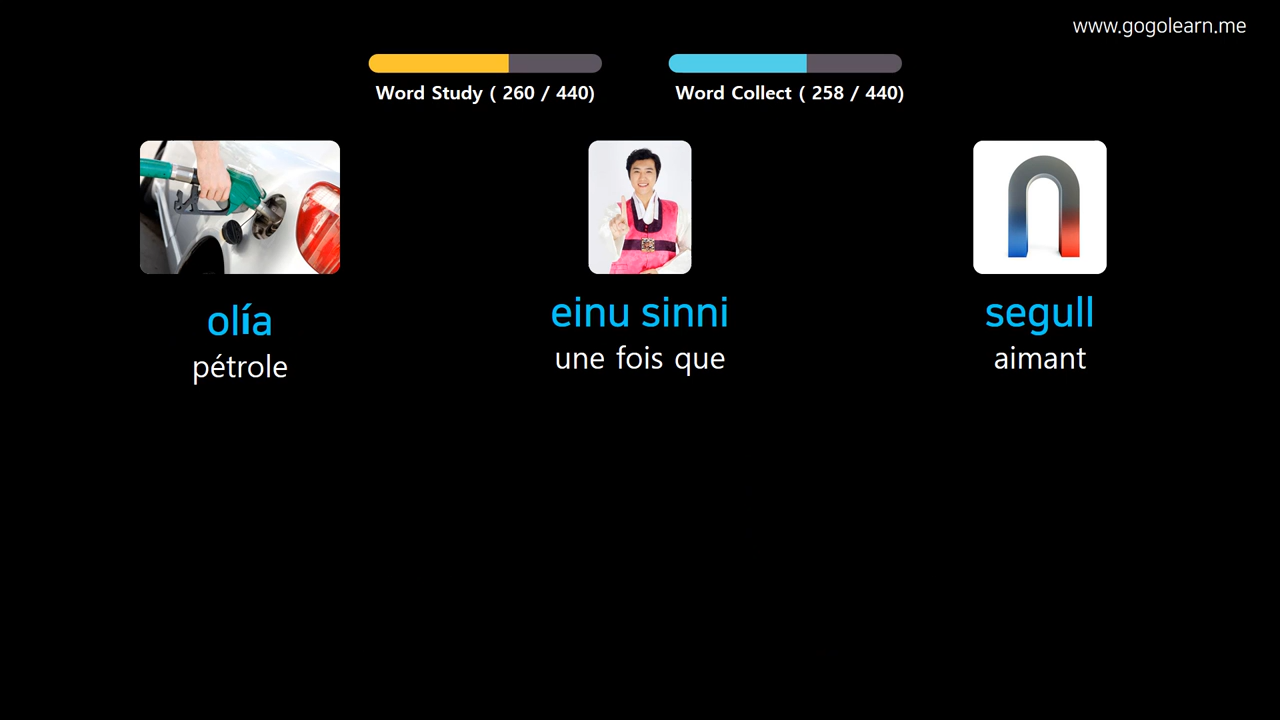 www.gogolearn.me
Word Study ( 260 / 440)
Word Collect ( 258 / 440)
olía
pétrole
einu sinni
une fois que
segull
aimant